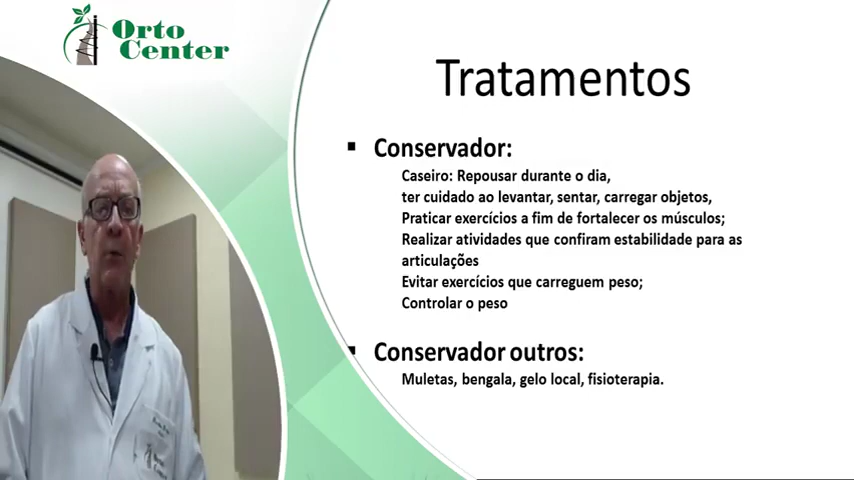 Orto
Center
Tratamentos
Conservador:
Caseiro: Repousar durante o dia,
ter cuidado ao levantar, sentar, carregar objetos,
Praticar exercícios a fim de fortalecer os músculos;
Realizar atividades que confiram estabilidade para as
articulações
Evitar exercícios que carreguem peso;
Controlar o peso
Conservador outros:
Muletas, bengala, gelo local, fisioterapia.